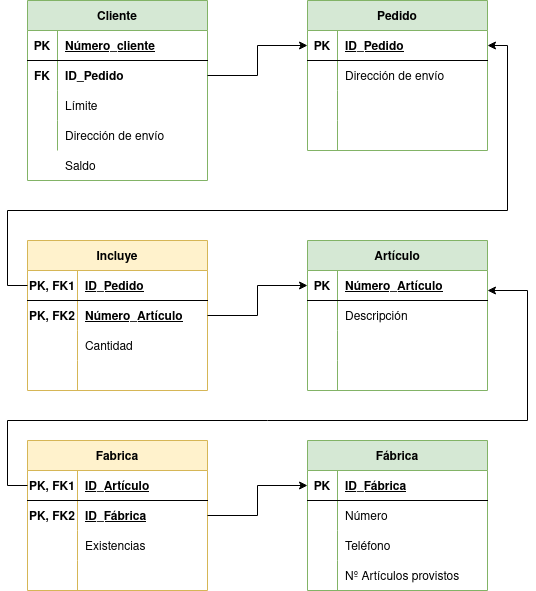 Cliente
PK Número_cliente
FK ID_Pedido
Límite
Dirección de envío
Saldo
Pedido
PK ID_Pedido
Dirección de envío
Incluye
PK, FK1 ID_Pedido
PK, FK2 Número_Artículo
Cantidad
Artículo
PK Número_Artículo
Descripción
Fabrica
PK, FK1 ID_Artículo
PK, FK2 ID_Fábrica
Existencias
Fábrica
PK ID_Fábrica
Número
Teléfono
Nº Artículos provistos